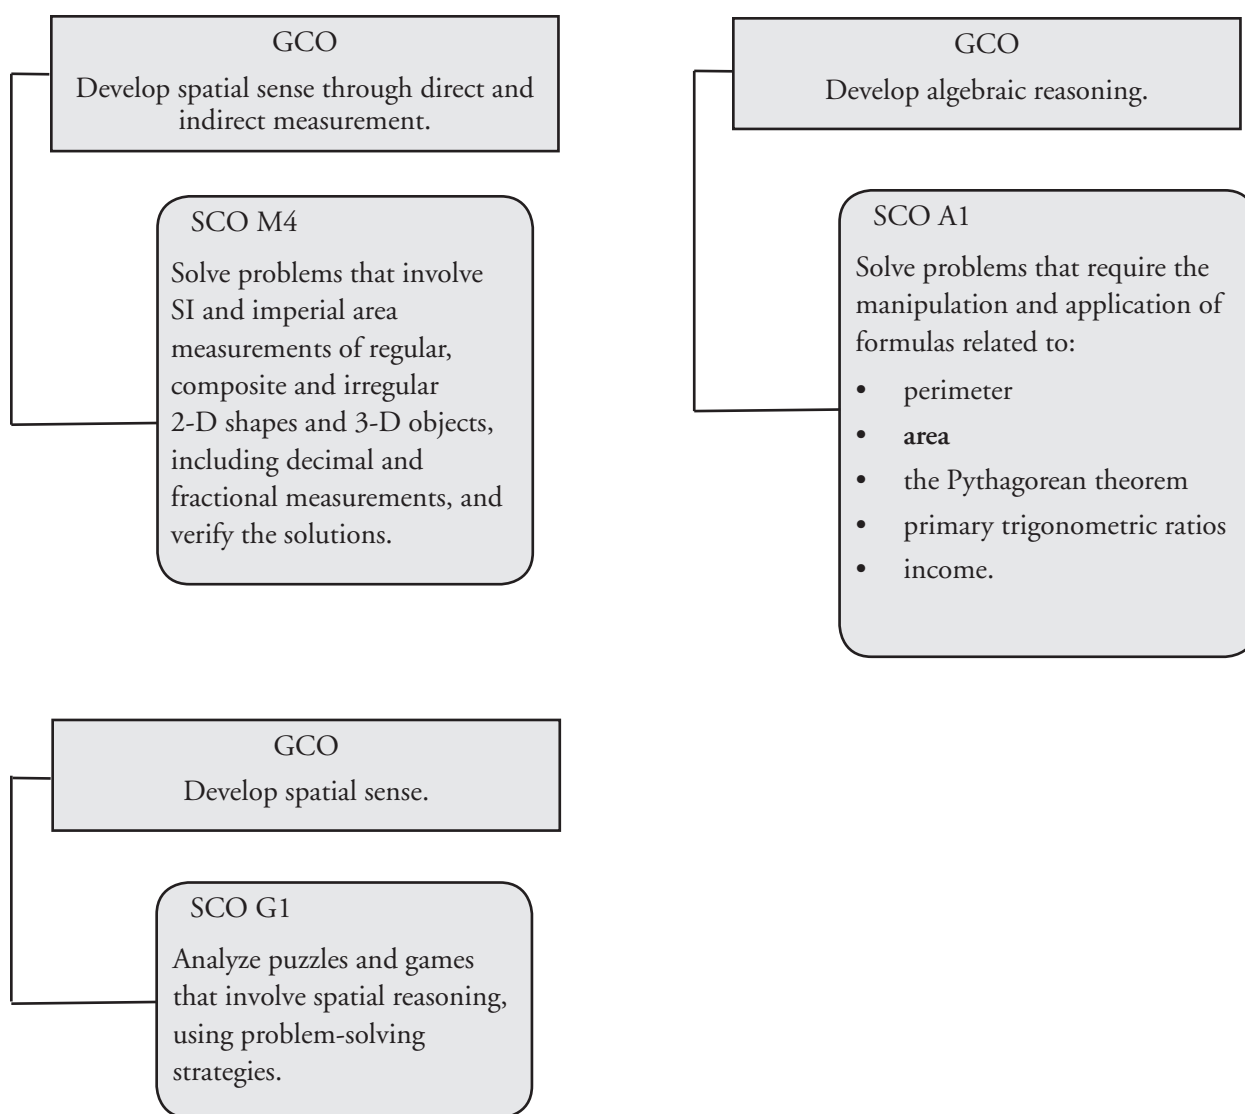 GCO
Develop spatial sense through direct and
indirect measurement.
SCO M4
Solve problems that involve
SI and imperial area
measurements of regular,
composite and irregular
2-D shapes and 3-D objects,
including decimal and
fractional measurements, and
verify the solutions.
GCO
Develop algebraic reasoning.
SCO A1
Solve problems that require the
manipulation and application of
formulas related to:
• perimeter
• area
• the Pythagorean theorem
• primary trigonometric ratios
• income.
GCO
Develop spatial sense.
SCO G1
Analyze puzzles and games
that involve spatial reasoning,
using problem-solving
strategies.